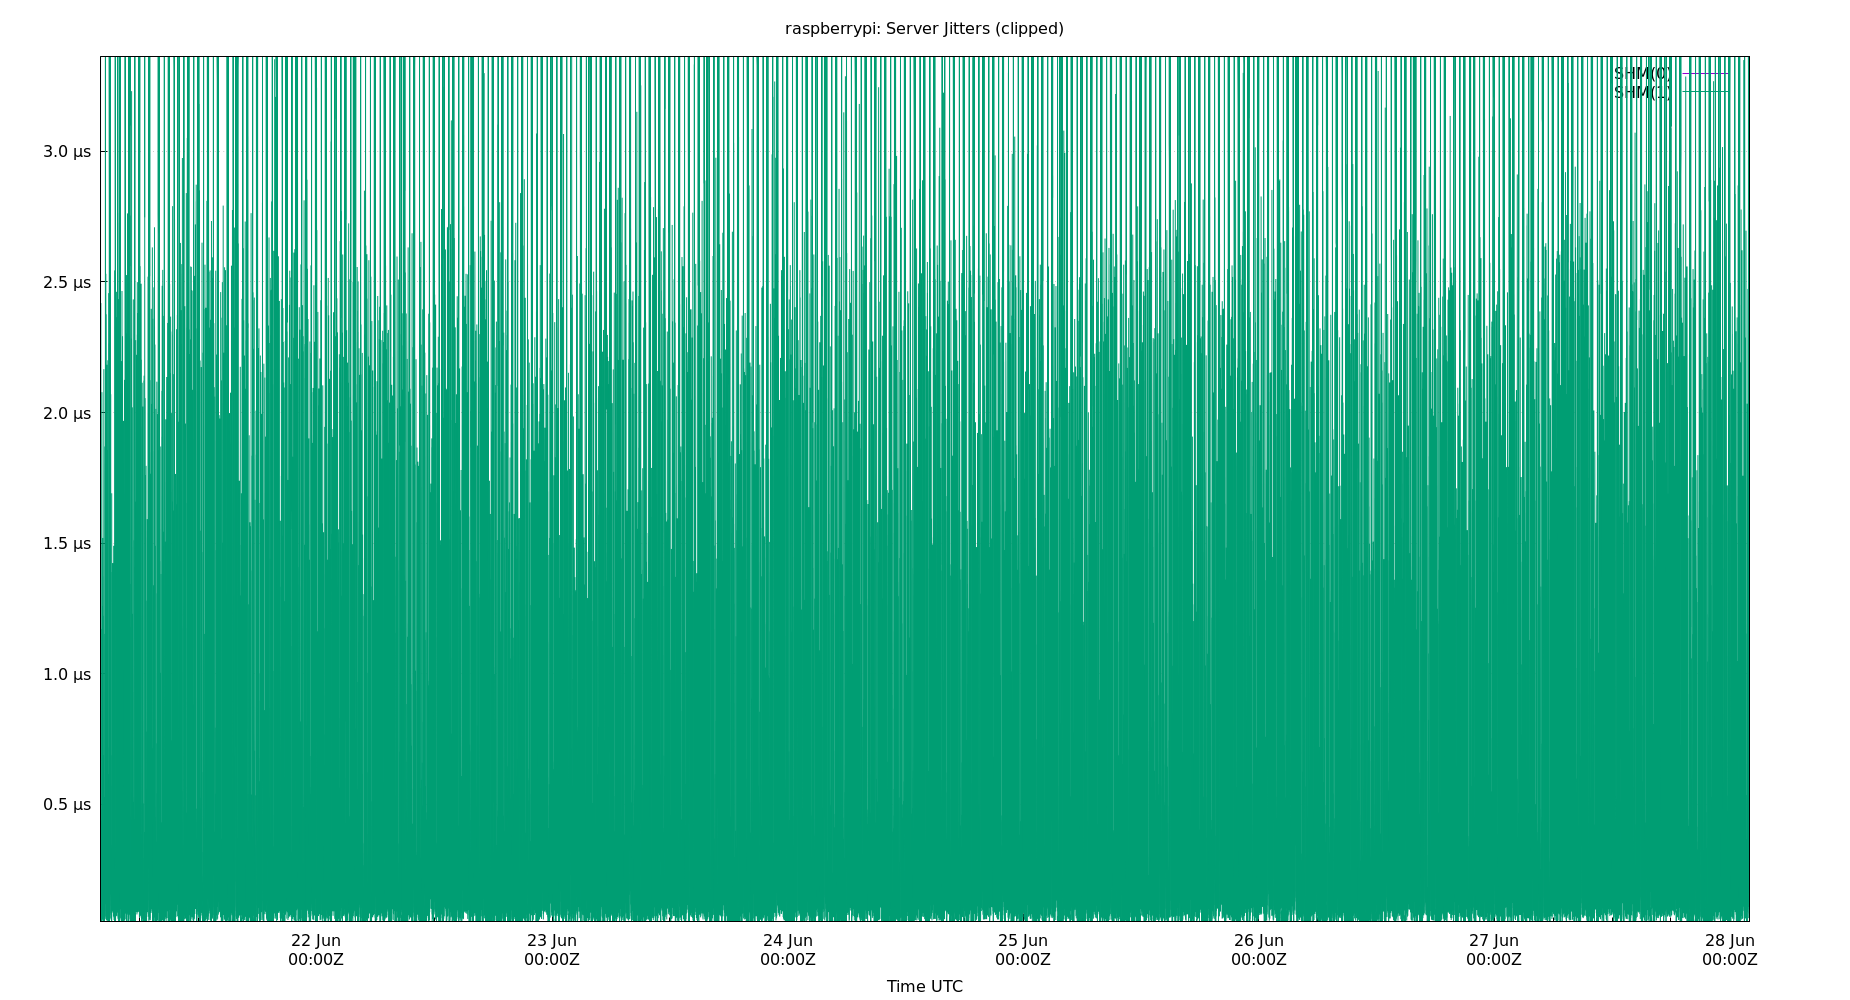 raspberrypi: Server Jitters (clipped)
SHM(0)
SHM(1)
3.0 µs
2.5 µs
2.0 µs
1.5 µs
1.0 µs
0.5 µs
22 Jun 23 Jun 24 Jun 25 Jun 26 Jun 27 Jun 28 Jun
00:00Z 00:00Z 00:00Z 00:00Z 00:00Z 00:00Z 00:00Z
Time UTC